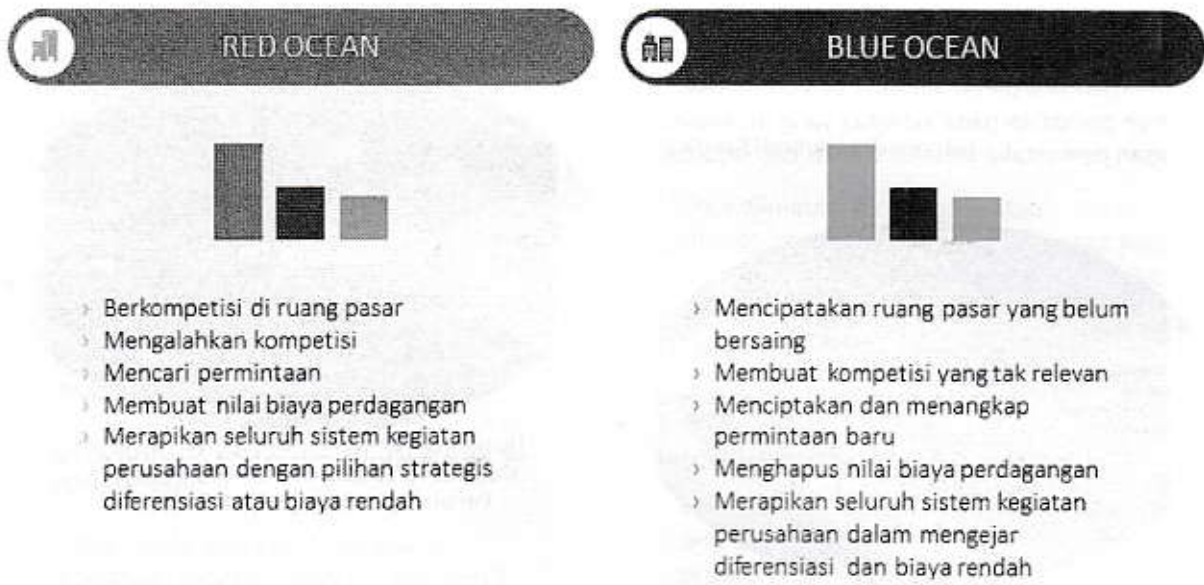 RED OCEAN
› Berkompetisi di ruang pasar
› Mengalahkan kompetisi
› Mencari permintaan
› Membuat nilai biaya perdagangan
› Merapikan seluruh sistem kegiatan
perusahaan dengan pilihan strategis
diferensiasi atau biaya rendah
BLUE OCEAN
› Mencipatakan ruang pasar yang belum
bersaing
› Membuat kompetisi yang tak relevan
› Menciptakan dan menangkap
permintaan baru
› Menghapus nilai biaya perdagangan
› Merapikan seluruh sistem kegiatan
perusahaan dalam mengejar
diferensiasi dan biaya rendah